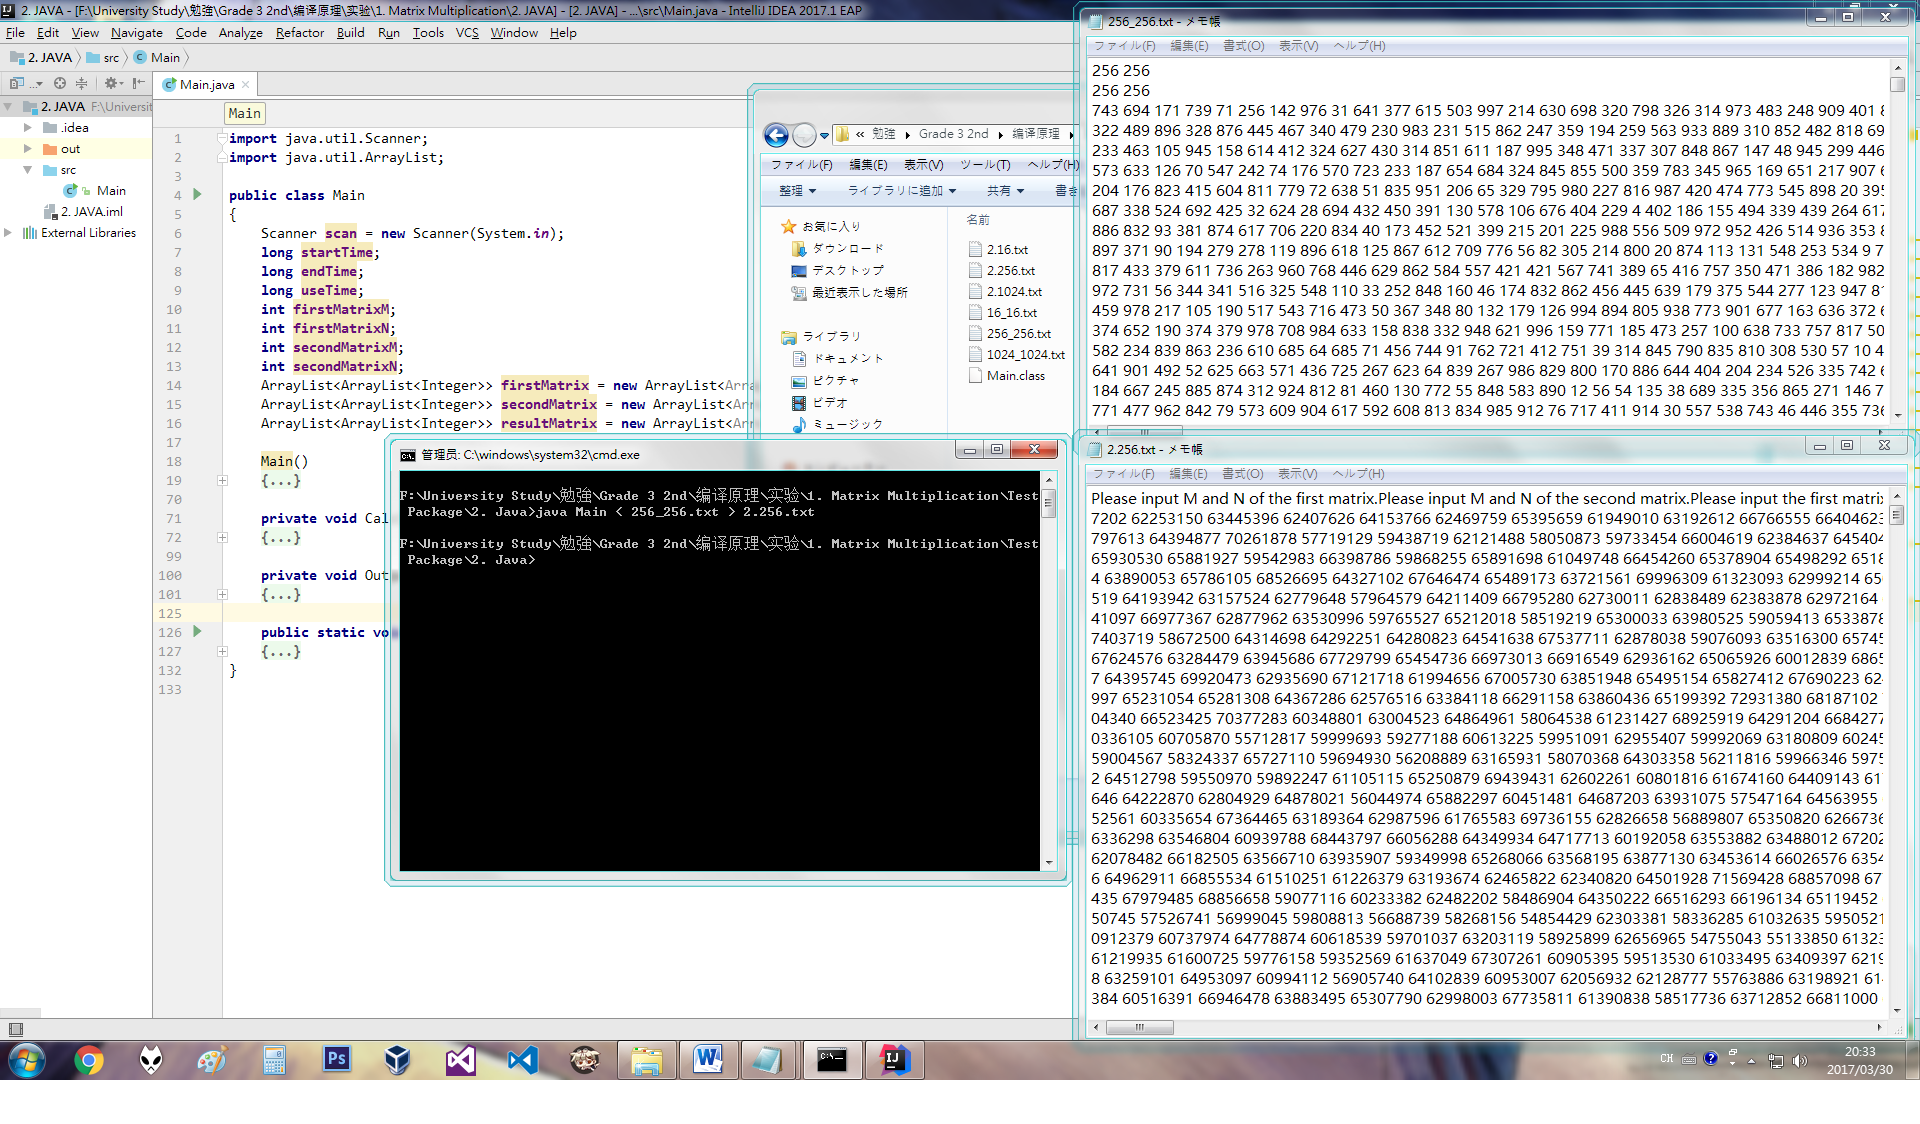 2. JAVA - [F:\University Study\勉強\Grade 3 2nd\编译原理\实验\1. Matrix Multiplication\2. JAVA] - [2. JAVA] - ...\src\Main.java - IntelliJ IDEA 2017.1 EAP
File Edit View Navigate Code Analyze Refactor Build Run Tools VCS Window Help
2. JAVA src Main
Main.java
2. JAVA F:\Universit
.idea
out
src
Main
2. JAVA.iml
External Libraries
Main
1 import java.util.Scanner;
2 import java.util.ArrayList;
3
4 public class Main
5 {
6 Scanner scan = new Scanner(System.in);
7 long startTime;
8 long endTime;
9 long useTime;
10 int firstMatrixM;
11 int firstMatrixN;
12 int secondMatrixM;
13 int secondMatrixN;
14 ArrayList<ArrayList<Integer>> firstMatrix = new ArrayList<Arra
15 ArrayList<ArrayList<Integer>> secondMatrix = new ArrayList<Arr
16 ArrayList<ArrayList<Integer>> resultMatrix = new ArrayList<Arr
17
18 Main()
19 {...}
70
71 private void Cal
72 {...}
99
100 private void Out
101 {...}
125
126 public static vo
127 {...}
132 }
133
« 勉強 Grade 3 2nd 编译原理
ファイル(F) 編集(E) 表示(V) ツール(T) ヘルプ(H)
整理 ライブラリに追加 共有 書き
お気に入り
ダウンロード
デスクトップ
最近表示した場所
ライブラリ
ドキュメント
ピクチャ
ビデオ
ミュージック
名前
2.16.txt
2.256.txt
2.1024.txt
16_16.txt
256_256.txt
1024_1024.txt
Main.class
管理员: C:\windows\system32\cmd.exe
F:\University Study\勉強\Grade 3 2nd\编译原理\实验\1. Matrix Multiplication\Test
Package\2. Java>java Main < 256_256.txt > 2.256.txt
F:\University Study\勉強\Grade 3 2nd\编译原理\实验\1. Matrix Multiplication\Test
Package\2. Java>
256_256.txt - メモ帳
ファイル(F) 編集(E) 書式(O) 表示(V) ヘルプ(H)
256 256
256 256
743 694 171 739 71 256 142 976 31 641 377 615 503 997 214 630 698 320 798 326 314 973 483 248 909 401
322 489 896 328 876 445 467 340 479 230 983 231 515 862 247 359 194 259 563 933 889 310 852 482 818 69
233 463 105 945 158 614 412 324 627 430 314 851 611 187 995 348 471 337 307 848 867 147 48 945 299 446
573 633 126 70 547 242 74 176 570 723 233 187 654 684 324 845 855 500 359 783 345 965 169 651 217 907
204 176 823 415 604 811 779 72 638 51 835 951 206 65 329 795 980 227 816 987 420 474 773 545 898 20 395
687 338 524 692 425 32 624 28 694 432 450 391 130 578 106 676 404 229 4 402 186 155 494 339 439 264 617
886 832 93 381 874 617 706 220 834 40 173 452 521 399 215 201 225 988 556 509 972 952 426 514 936 353
897 371 90 194 279 278 119 896 618 125 867 612 709 776 56 82 305 214 800 20 874 113 131 548 253 534 9 7
817 433 379 611 736 263 960 768 446 629 862 584 557 421 421 567 741 389 65 416 757 350 471 386 182 982
972 731 56 344 341 516 325 548 110 33 252 848 160 46 174 832 862 456 445 639 179 375 544 277 123 947 81
459 978 217 105 190 517 543 716 473 50 367 348 80 132 179 126 994 894 805 938 773 901 677 163 636 372
374 652 190 374 379 978 708 984 633 158 838 332 948 621 996 159 771 185 473 257 100 638 733 757 817 50
582 234 839 863 236 610 685 64 685 71 456 744 91 762 721 412 751 39 314 845 790 835 810 308 530 57 10 4
641 901 492 52 625 663 571 436 725 267 623 64 839 267 986 829 800 170 886 644 404 204 234 526 335 742
184 667 245 885 874 312 924 812 81 460 130 772 55 848 583 890 12 56 54 135 38 689 335 356 865 271 146 7
771 477 962 842 79 573 609 904 617 592 608 813 834 985 912 76 717 411 914 30 557 538 743 46 446 355 736
2.256.txt - メモ帳
ファイル(F) 編集(E) 書式(O) 表示(V) ヘルプ(H)
Please input M and N of the first matrix.Please input M and N of the second matrix.Please input the first matrix
7202 62253150 63445396 62407626 64153766 62469759 65395659 61949010 63192612 66766555 66404623
797613 64394877 70261878 57719129 59438719 62121488 58050873 59733454 66004619 62384637 645404
65930530 65881927 59542983 66398786 59868255 65891698 61049748 66454260 65378904 65498292 6518
4 63890053 65786105 68526695 64327102 67646474 65489173 63721561 69996309 61323093 62999214 65
519 64193942 63157524 62779648 57964579 64211409 66795280 62730011 62838489 62383878 62972164
41097 66977367 62877962 63530996 59765527 65212018 58519219 65300033 63980525 59059413 6533878
7403719 58672500 64314698 64292251 64280823 64541638 67537711 62878038 59076093 63516300 65745
67624576 63284479 63945686 67729799 65454736 66973013 66916549 62936162 65065926 60012839 6865
7 64395745 69920473 62935690 67121718 61994656 67005730 63851948 65495154 65827412 67690223 62
997 65231054 65281308 64367286 62576516 63384118 66291158 63860436 65199392 72931380 68187102
04340 66523425 70377283 60348801 63004523 64864961 58064538 61231427 68925919 64291204 6684277
0336105 60705870 55712817 59999693 59277188 60613225 59951091 62955407 59992069 63180809 60245
59004567 58324337 65727110 59694930 56208889 63165931 58070368 64303358 56211816 59966346 5975
2 64512798 59550970 59892247 61105115 65250879 69439431 62602261 60801816 61674160 64409143 61
646 64222870 62804929 64878021 56044974 65882297 60451481 64687203 63931075 57547164 64563955
52561 60335654 67364465 63189364 62987596 61765583 69736155 62826658 56889807 65350820 6266736
6336298 63546804 60939788 68443797 66056288 64349934 64717713 60192058 63553882 63488012 67202
62078482 66182505 63566710 63935907 59349998 65268066 63568195 63877130 63453614 66026576 6354
6 64962911 66855534 61510251 61226379 63193674 62465822 62340820 64501928 71569428 68857098 67
435 67979485 68856658 59077116 60233382 62482202 58486904 64350222 66516293 66196134 65119452
50745 57526741 56999045 59808813 56688739 58268156 54854429 62303381 58336285 61032635 5950521
0912379 60737974 64778874 60618539 59701037 63203119 58925899 62656965 54755043 55133850 61323
61219935 61600725 59776158 59352569 61637049 67307261 60905395 59513530 61033495 63409397 6219
8 63259101 64953097 60994112 56905740 64102839 60953007 62056932 62128777 55763886 63198921 61
384 60516391 66946478 63883495 65307790 62998003 67735811 61390838 58517736 63712852 66811000
CH
20:33
2017/03/30